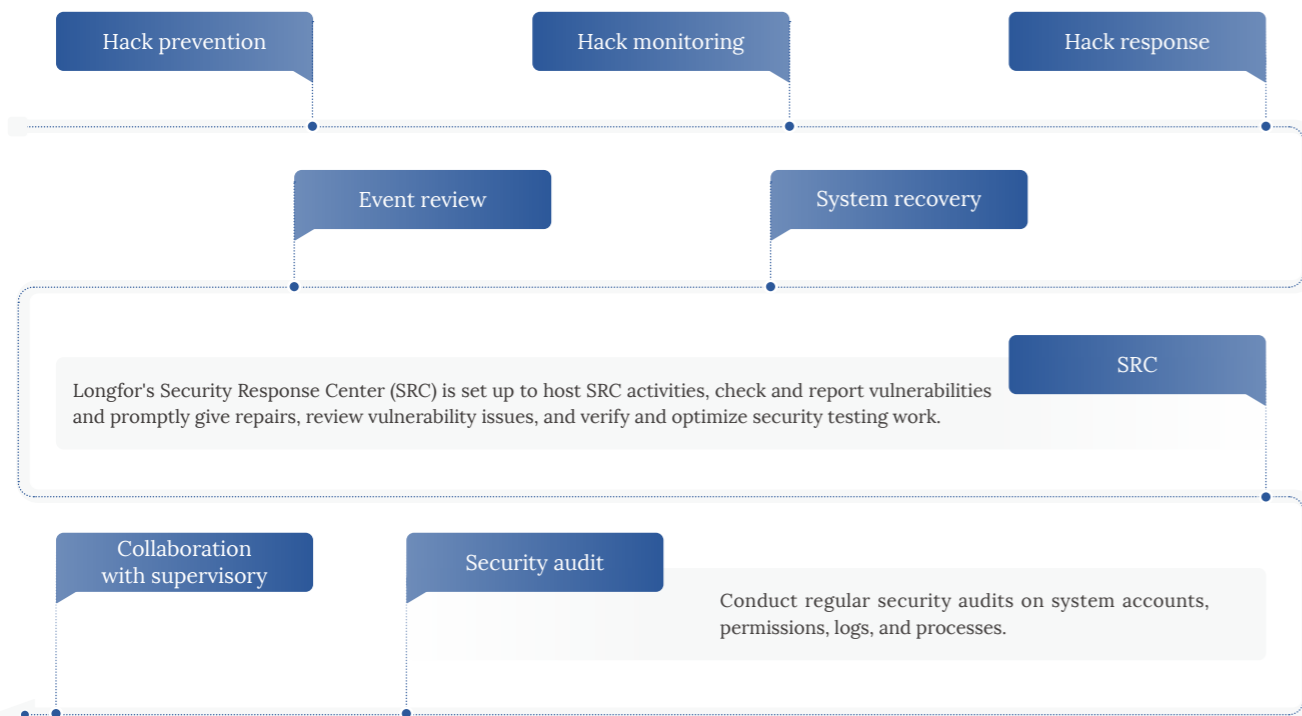 Hack prevention
Hack monitoring
Hack response
Event review
System recovery
SRC
Longfor's Security Response Center (SRC) is set up to host SRC activities, check and report vulnerabilities
and promptly give repairs, review vulnerability issues, and verify and optimize security testing work.
Collaboration
with supervisory
Security audit
Conduct regular security audits on system accounts,
permissions, logs, and processes.